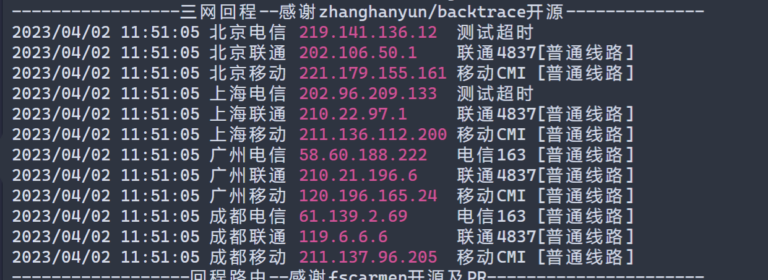 ------------------三网回程--感谢zhanghanyun/backtrace开源--------------
2023/04/02 11:51:05 北京电信 219.141.136.12 测试超时
2023/04/02 11:51:05 北京联通 202.106.50.1 联通4837[普通线路]
2023/04/02 11:51:05 北京移动 221.179.155.161 移动CMI [普通线路]
2023/04/02 11:51:05 上海电信 202.96.209.133 测试超时
2023/04/02 11:51:05 上海联通 210.22.97.1 联通4837[普通线路]
2023/04/02 11:51:05 上海移动 211.136.112.200 移动CMI [普通线路]
2023/04/02 11:51:05 广州电信 58.60.188.222 电信163 [普通线路]
2023/04/02 11:51:05 广州联通 210.21.196.6 联通4837[普通线路]
2023/04/02 11:51:05 广州移动 120.196.165.24 移动CMI [普通线路]
2023/04/02 11:51:05 成都电信 61.139.2.69 电信163 [普通线路]
2023/04/02 11:51:05 成都联通 119.6.6.6 联通4837[普通线路]
2023/04/02 11:51:05 成都移动 211.137.96.205 移动CMI [普通线路]
------------------回程路由--感谢fscarmen开源及PR----------------------